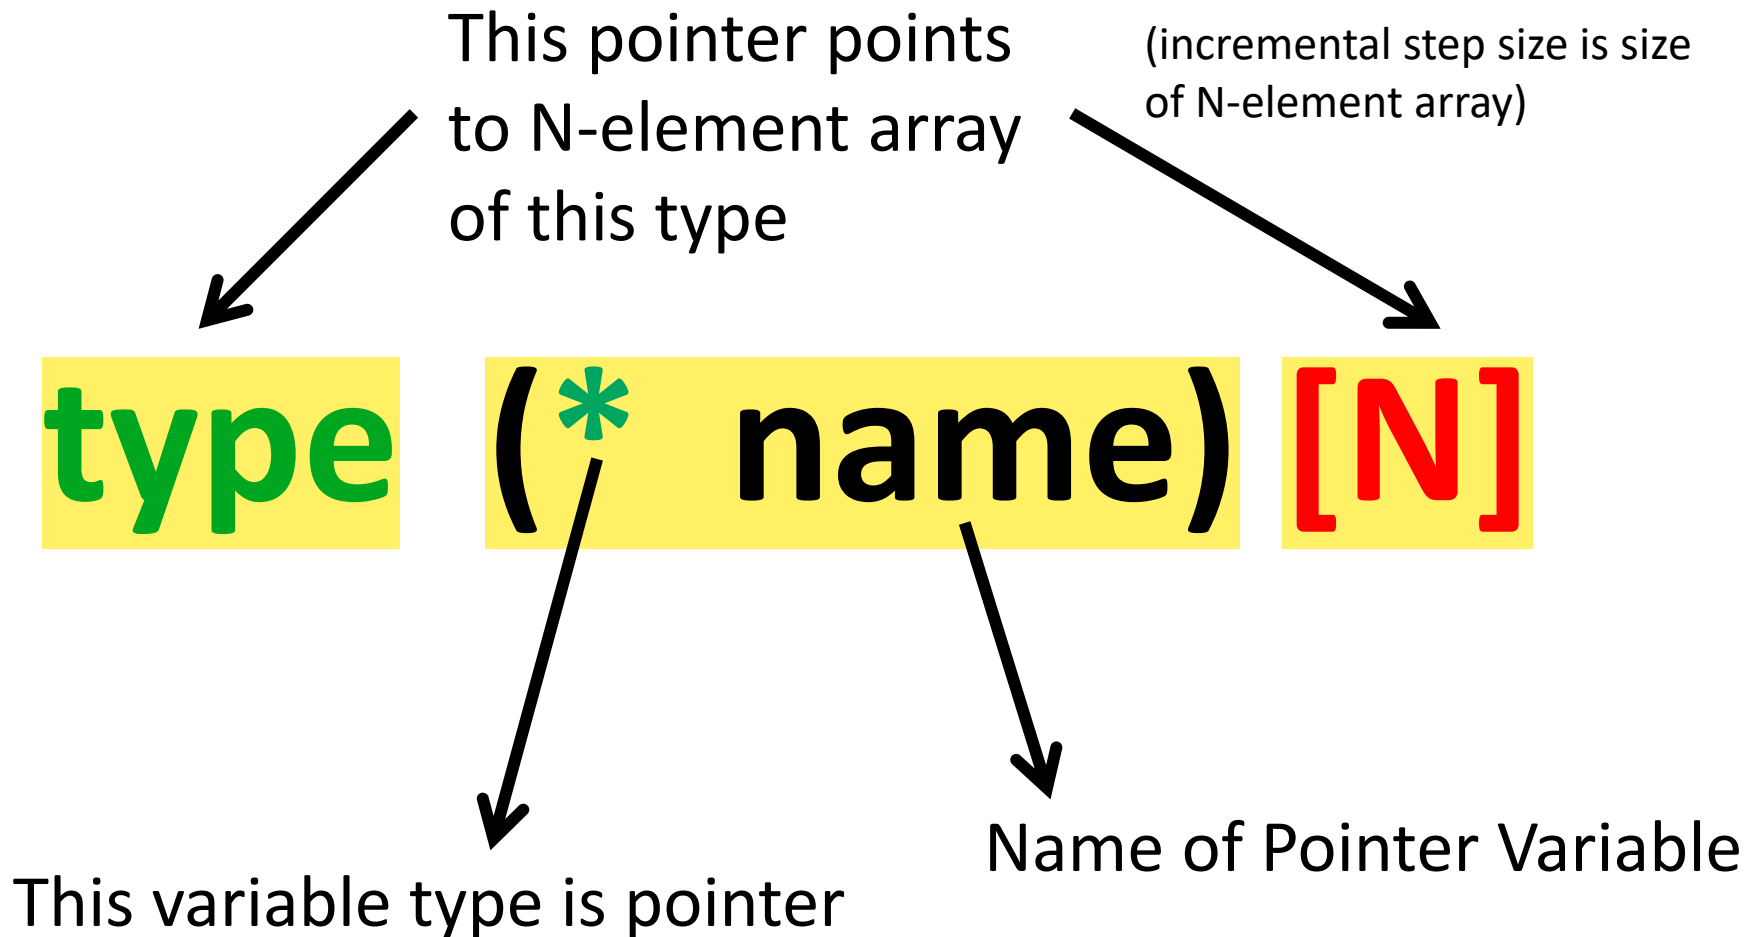 This pointer points
to N-element array
of this type
(incremental step size is size
of N-element array)
type (* name) [N]
Name of Pointer Variable
This variable type is pointer